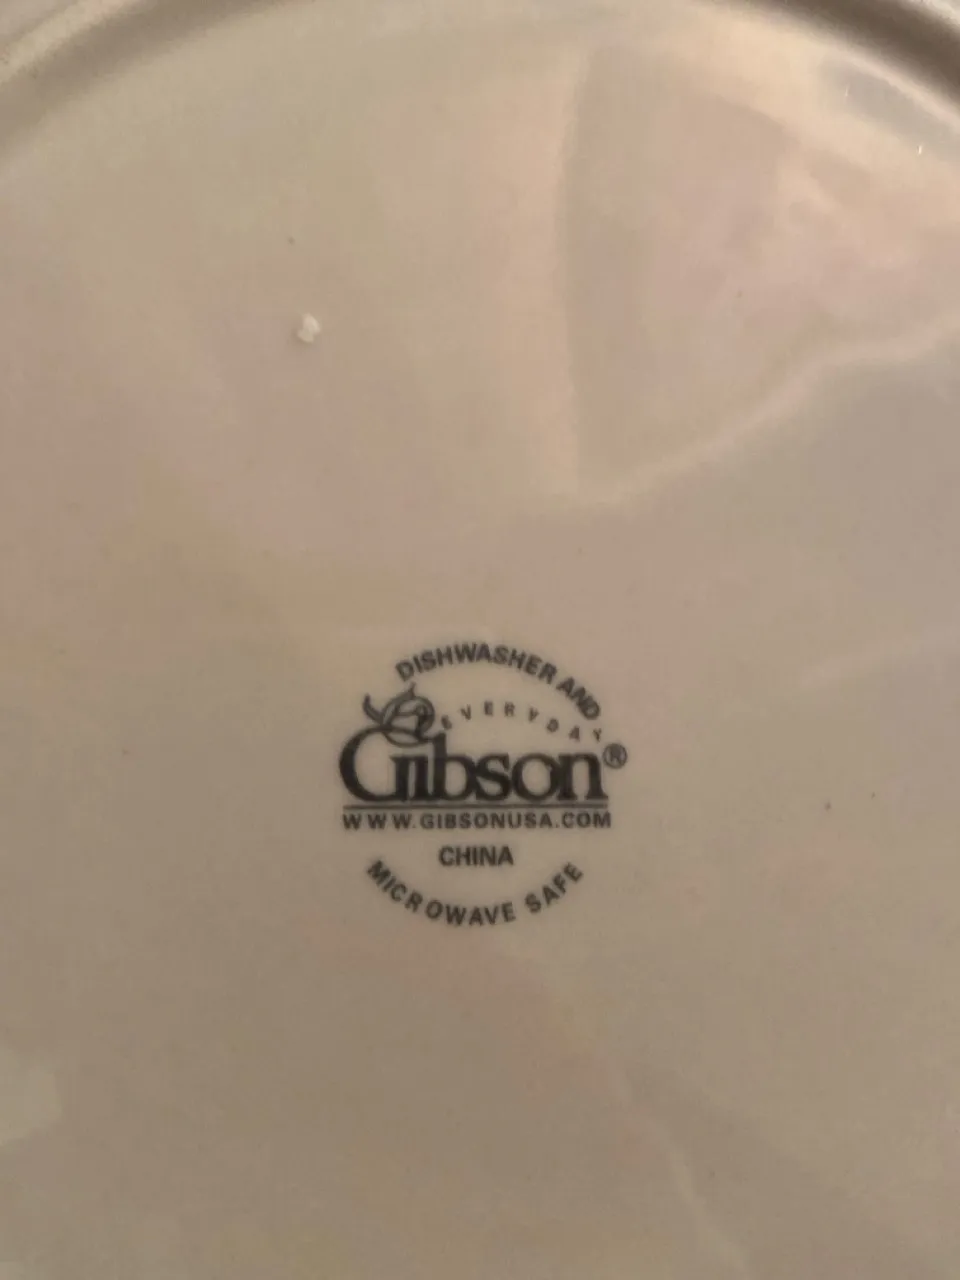 DISHWASHER AND
EVERYDAY
Gibson®
WWW.GIBSONUSA.COM
CHINA
MICROWAVE SAFE